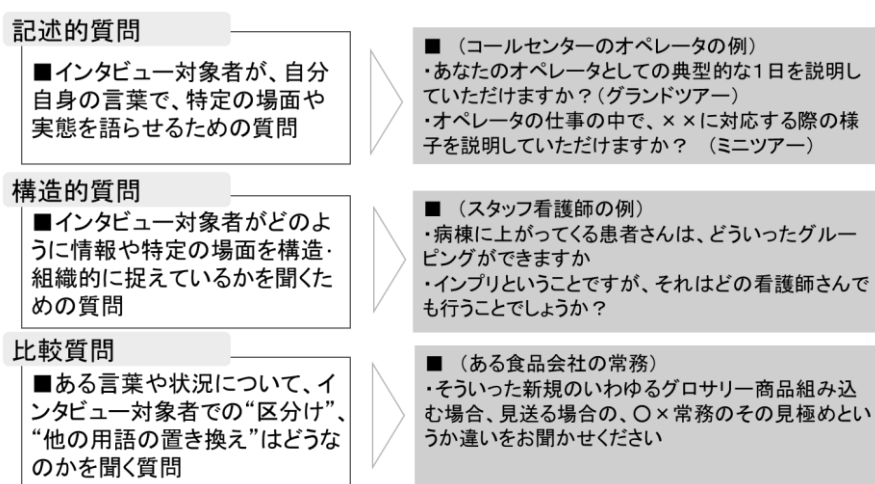 記述的質問
■インタビュー対象者が、自分
自身の言葉で、特定の場面や
実態を語らせるための質問
■ (コールセンターのオペレータの例)
・あなたのオペレータとしての典型的な1日を説明し
ていただけますか?(グランドツアー)
・オペレータの仕事の中で、××に対応する際の様
子を説明していただけますか? (ミニツアー)
構造的質問
■インタビュー対象者がどのよ
うに情報や特定の場面を構造・
組織的に捉えているかを聞くた
めの質問
■ (スタッフ看護師の例)
・病棟に上がってくる患者さんは、どういったグルー
ピングができますか
・インプリということですが、それはどの看護師さんで
も行うことでしょうか?
比較質問
■ある言葉や状況について、イ
ンタビュー対象者での“区分け”、
“他の用語の置き換え”はどうな
のかを聞く質問
■ (ある食品会社の常務)
・そういった新規のいわゆるグロサリー商品組み込
む場合、見送る場合の、〇×常務のその見極めとい
うか違いをお聞かせください